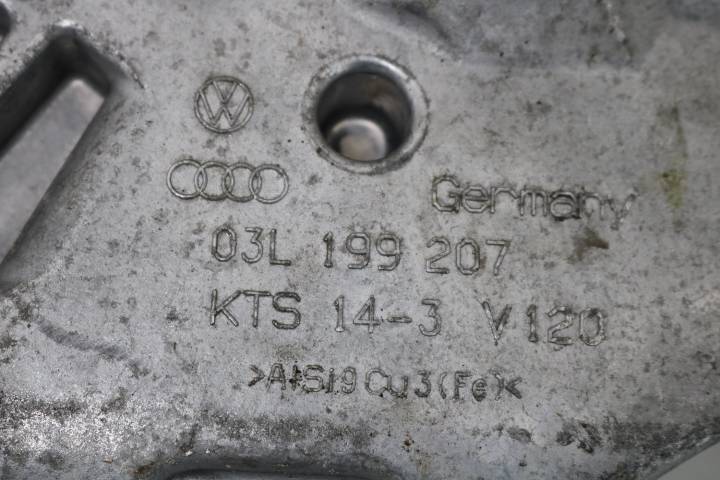 Germany
03L 199 207
KTS 14-3 V120
>AlSi9Cu3(Fe)<